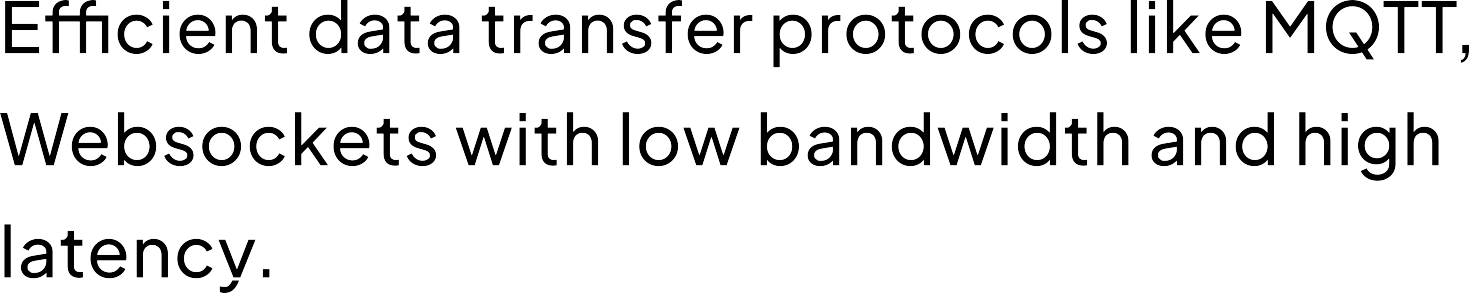 Efficient data transfer protocols like MQTT,
Websockets with low bandwidth and high
latency.